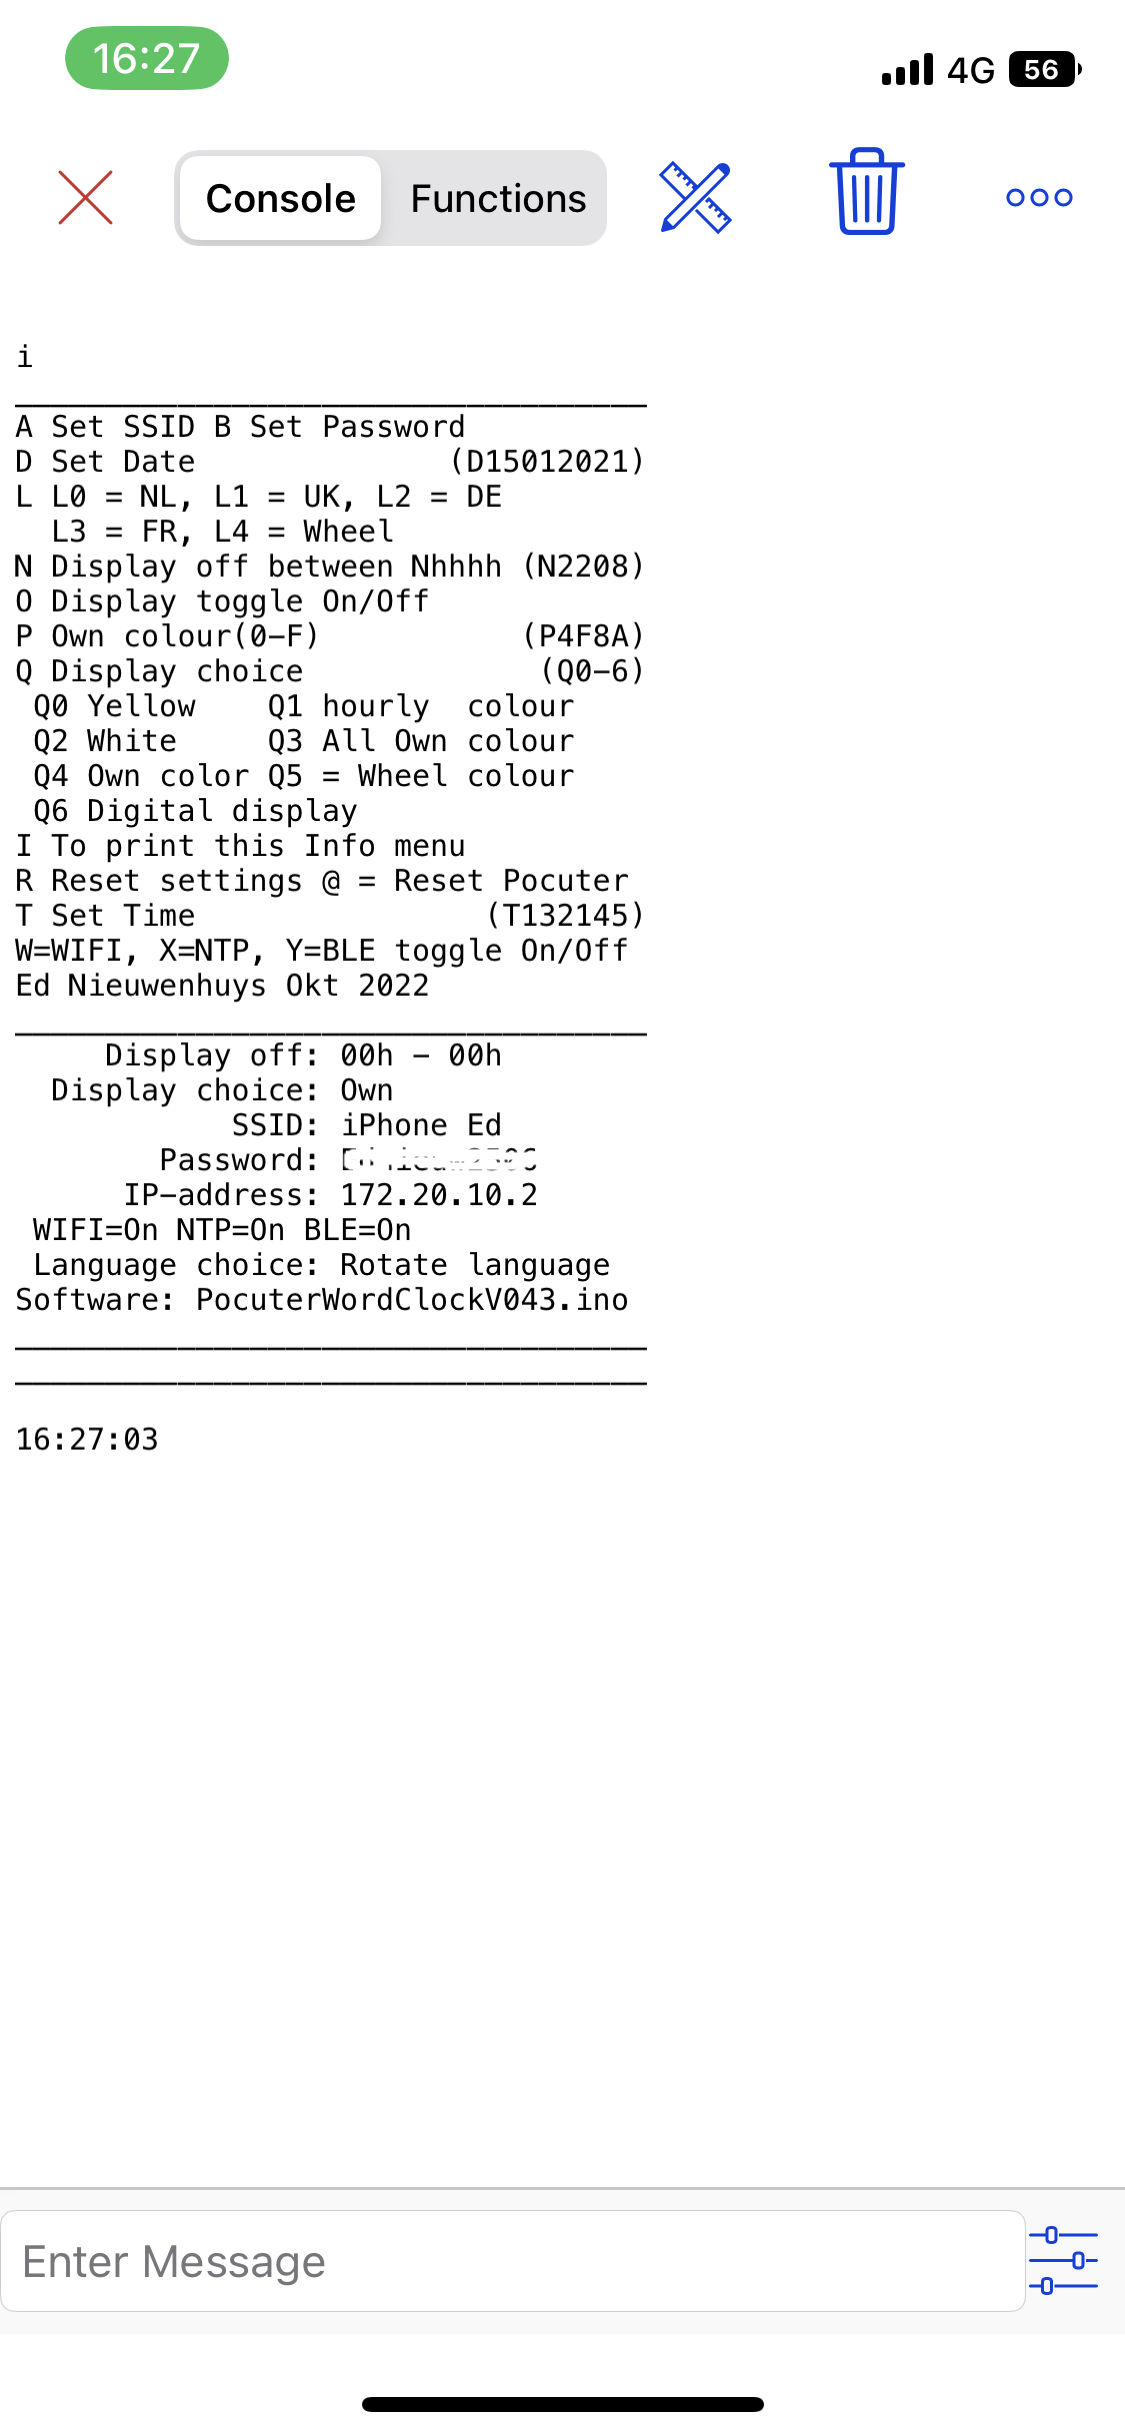 16:27
4G 56
Console Functions
i
A Set SSID B Set Password
D Set Date (D15012021)
L L0 = NL, L1 = UK, L2 = DE
L3 = FR, L4 = Wheel
N Display off between Nhhhh (N2208)
O Display toggle On/Off
P Own colour(0-F) (P4F8A)
Q Display choice (Q0-6)
Q0 Yellow Q1 hourly colour
Q2 White Q3 All Own colour
Q4 Own color Q5 = Wheel colour
Q6 Digital display
I To print this Info menu
R Reset settings @ = Reset Pocuter
T Set Time (T132145)
W=WIFI, X=NTP, Y=BLE toggle On/Off
Ed Nieuwenhuys Okt 2022
Display off: 00h - 00h
Display choice: Own
SSID: iPhone Ed
Password:
IP-address: 172.20.10.2
WIFI=On NTP=On BLE=On
Language choice: Rotate language
Software: PocuterWordClockV043.ino
16:27:03
Enter Message